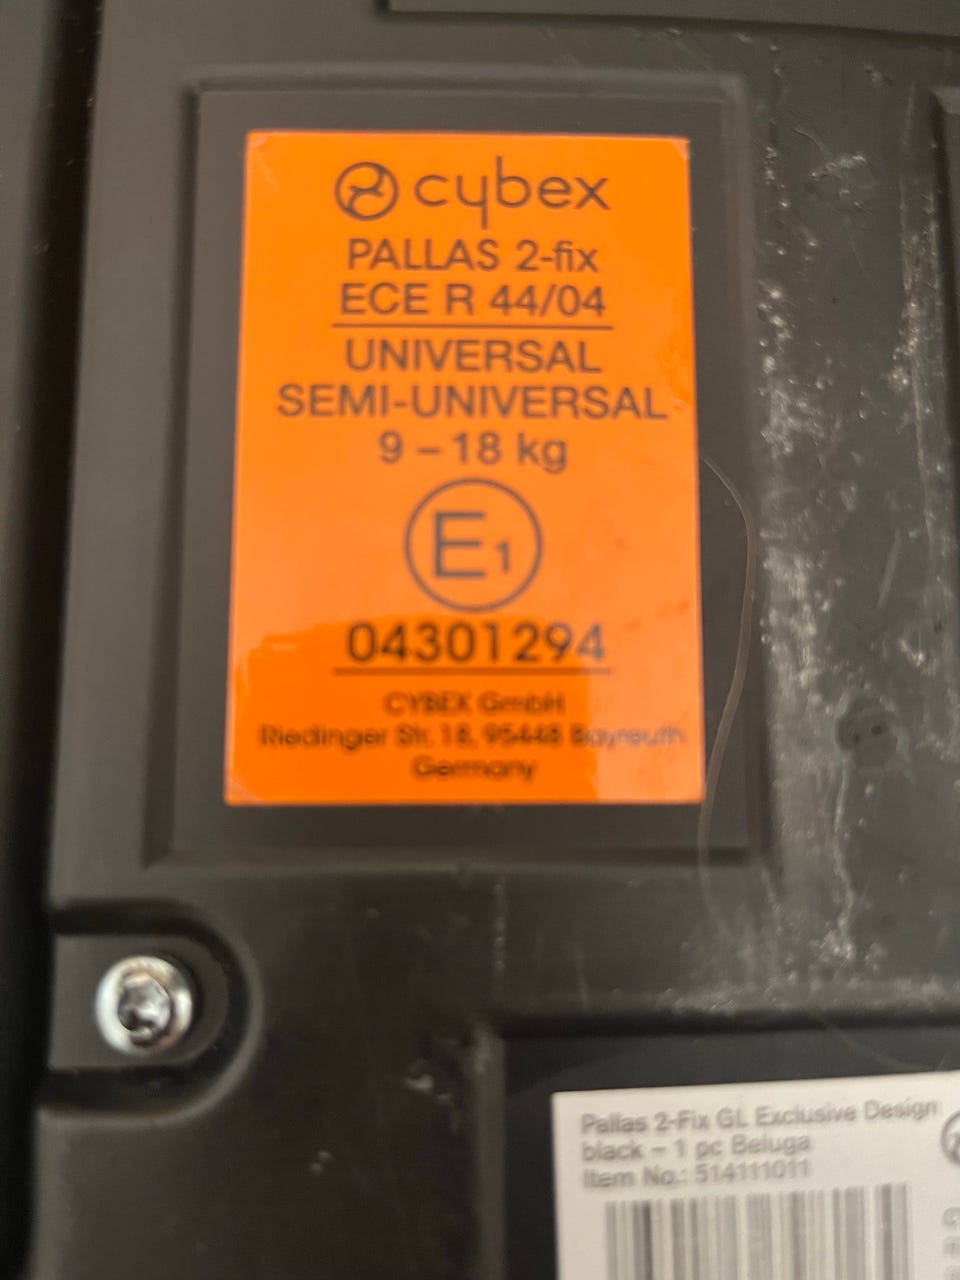 cybex
PALLAS 2-fix
ECE R 44/04
UNIVERSAL
SEMI-UNIVERSAL
9 – 18 kg
E1
04301294
CYBEX GmbH
Riedinger Str. 18, 95448 Bayreuth
Germany
Pallas 2-Fix GL Exclusive Design
black – 1 pc Beluga
Item No.: 514111011